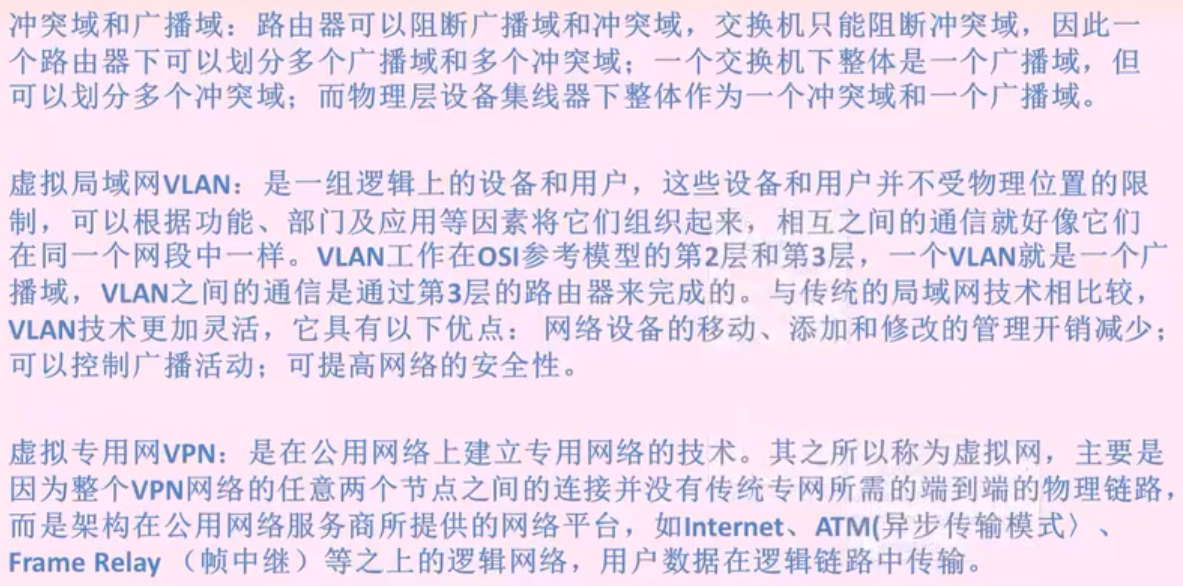 冲突域和广播域：路由器可以阻断广播域和冲突域，交换机只能阻断冲突域，因此一
个路由器下可以划分多个广播域和多个冲突域；一个交换机下整体是一个广播域，但
可以划分多个冲突域；而物理层设备集线器下整体作为一个冲突域和一个广播域。
虚拟局域网VLAN：是一组逻辑上的设备和用户，这些设备和用户并不受物理位置的限
制，可以根据功能、部门及应用等因素将它们组织起来，相互之间的通信就好像它们
在同一个网段中一样。VLAN工作在OSI参考模型的第2层和第3层，一个VLAN就是一个广
播域，VLAN之间的通信是通过第3层的路由器来完成的。与传统的局域网技术相比较，
VLAN技术更加灵活，它具有以下优点： 网络设备的移动、添加和修改的管理开销减少；
可以控制广播活动；可提高网络的安全性。
虚拟专用网VPN：是在公用网络上建立专用网络的技术。其之所以称为虚拟网，主要是
因为整个VPN网络的任意两个节点之间的连接并没有传统专网所需的端到端的物理链路，
而是架构在公用网络服务商所提供的网络平台，如Internet、ATM(异步传输模式〉、
Frame Relay （帧中继）等之上的逻辑网络，用户数据在逻辑链路中传输。